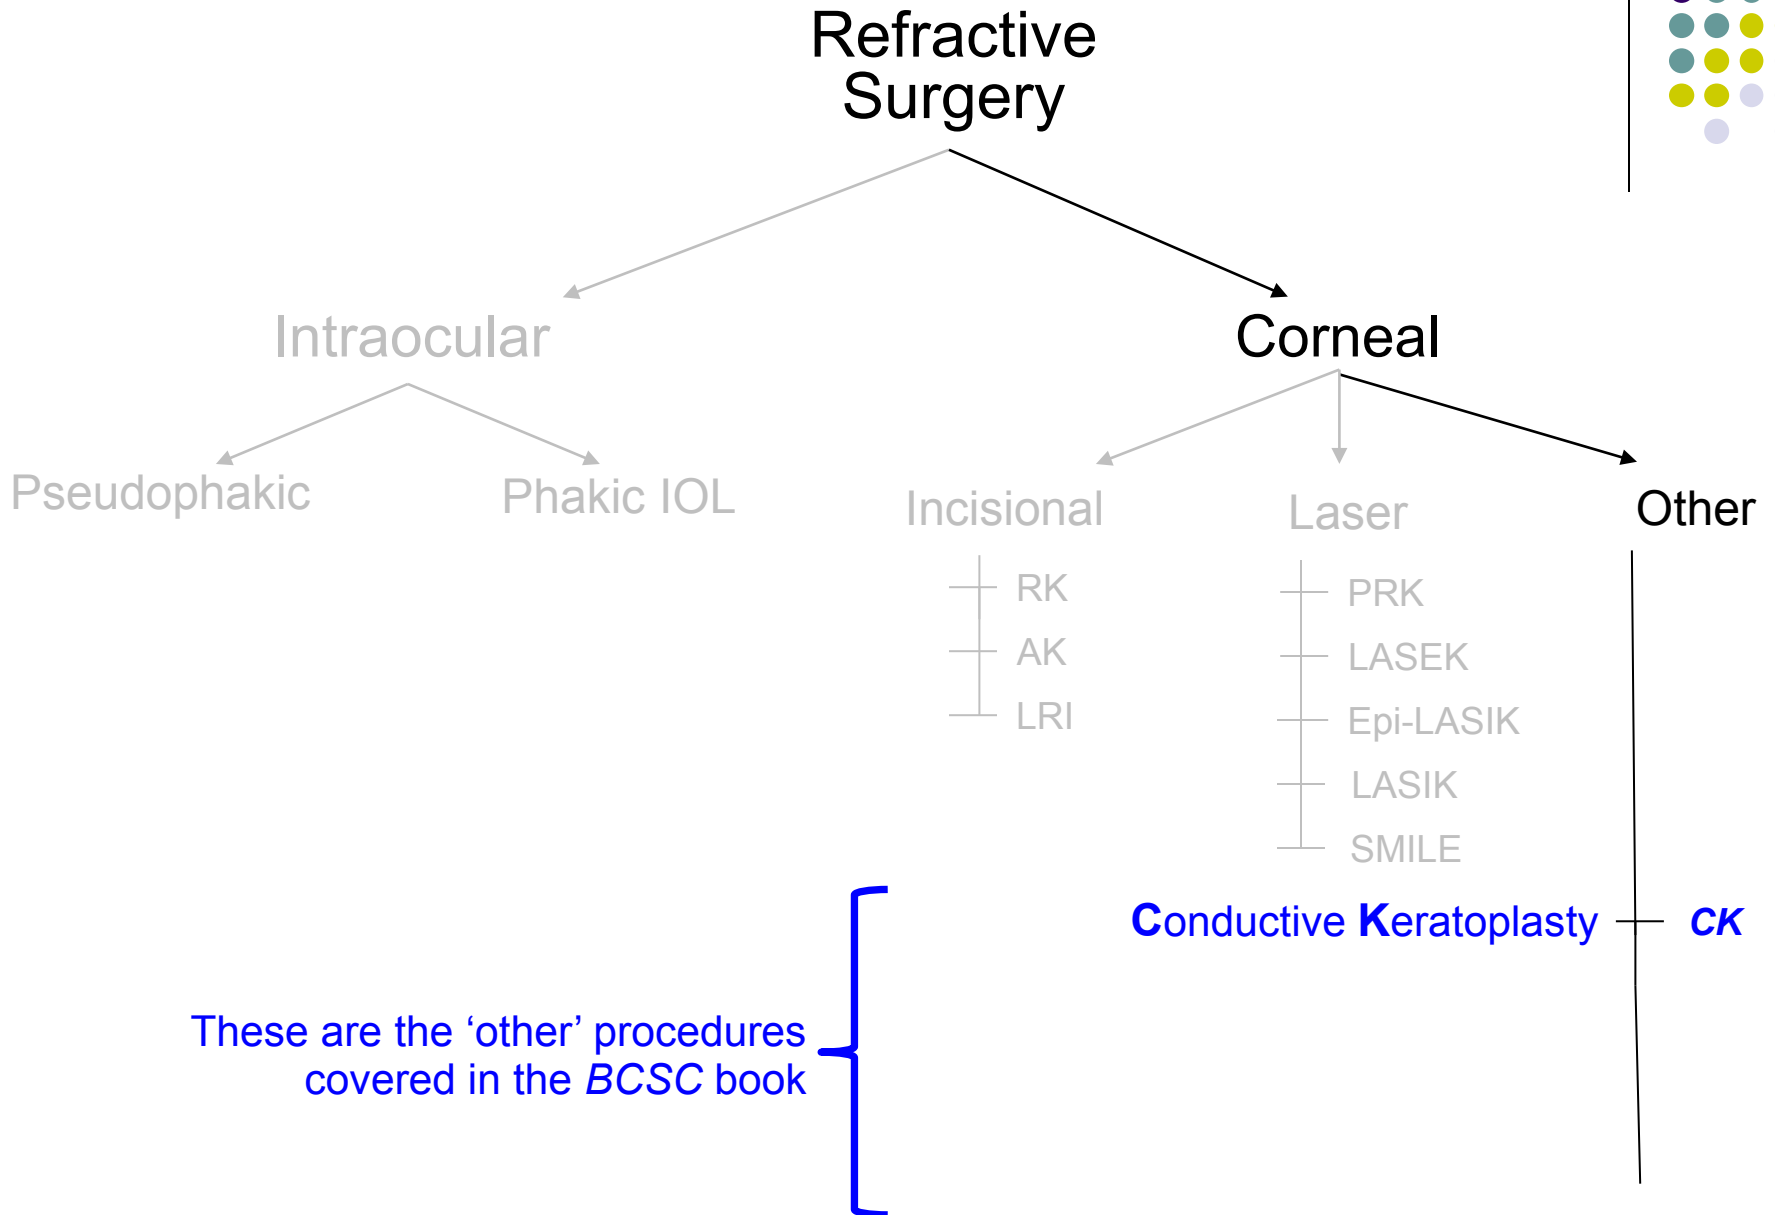 Refractive
Surgery
Intraocular
Corneal
Pseudophakic
Phakic IOL
Incisional
Laser
Other
RK
AK
LRI
PRK
LASEK
Epi-LASIK
LASIK
SMILE
Conductive Keratoplasty
CK
These are the ‘other’ procedures
covered in the BCSC book